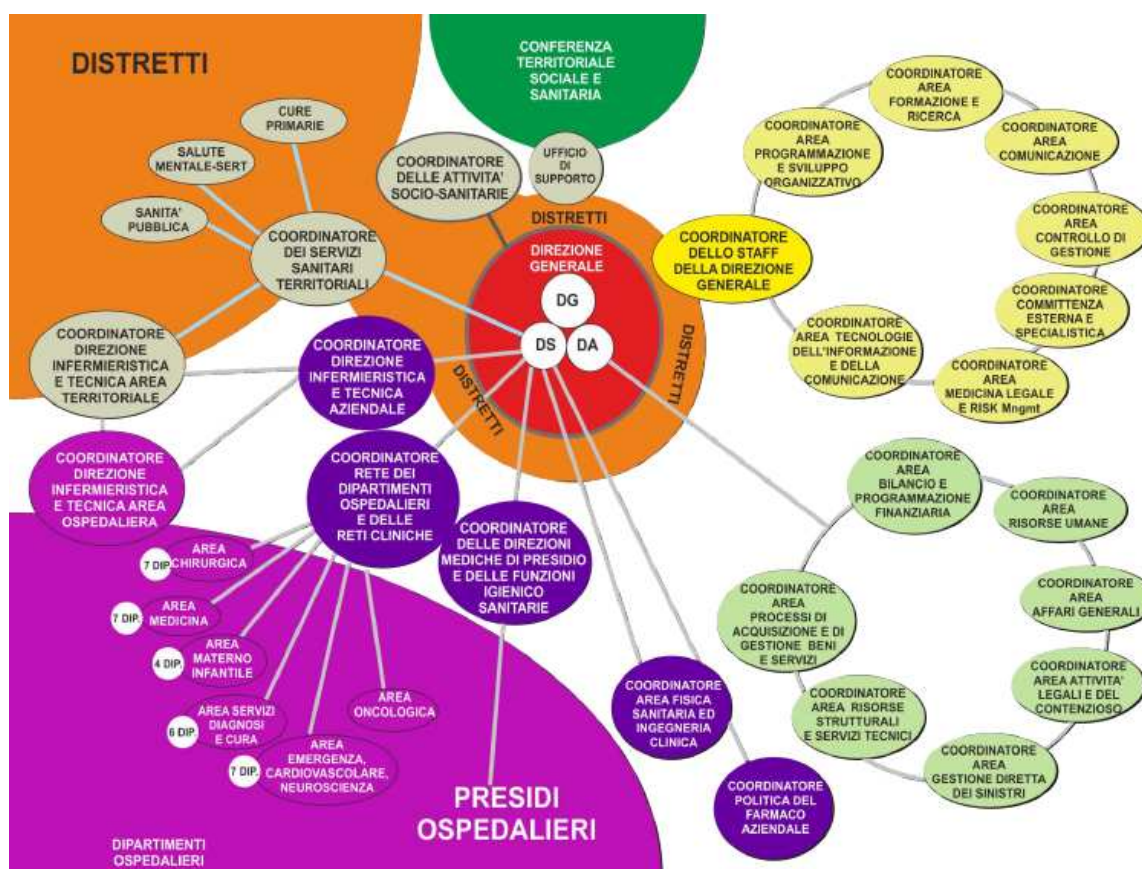 DISTRETTI
CONFERENZA
TERRITORIALE
SOCIALE E
SANITARIA
CURE
PRIMARIE
SALUTE
MENTALE-SERT
SANITA'
PUBBLICA
COORDINATORE
DEI SERVIZI
SANITARI
TERRITORIALI
COORDINATORE
DELLE ATTIVITA'
SOCIO-SANITARIE
UFFICIO
DI
SUPPORTO
DISTRETTI
DIREZIONE
GENERALE
DG
DS
DA
DISTRETTI
DISTRETTI
COORDINATORE
DELLO STAFF
DELLA DIREZIONE
GENERALE
COORDINATORE
AREA
PROGRAMMAZIONE
E SVILUPPO
ORGANIZZATIVO
COORDINATORE
AREA
FORMAZIONE E
RICERCA
COORDINATORE
AREA
COMUNICAZIONE
COORDINATORE
AREA
CONTROLLO DI
GESTIONE
COORDINATORE
AREA
COMMITTENZA
ESTERNA E
SPECIALISTICA
COORDINATORE
AREA
MEDICINA LEGALE
E RISK Mngmt
COORDINATORE
AREA TECNOLOGIE
DELL'INFORMAZIONE
E DELLA
COMUNICAZIONE
COORDINATORE
DIREZIONE
INFERMIERISTICA
E TECNICA AREA
TERRITORIALE
COORDINATORE
DIREZIONE
INFERMIERISTICA
E TECNICA
AZIENDALE
COORDINATORE
DIREZIONE
INFERMIERISTICA
E TECNICA AREA
OSPEDALIERA
COORDINATORE
RETE DEI
DIPARTIMENTI
OSPEDALIERI
E DELLE
RETI CLINICHE
COORDINATORE
DELLE DIREZIONI
MEDICHE DI PRESIDIO
E DELLE FUNZIONI
IGIENICO
SANITARIE
7 DIP.
AREA
CHIRURGICA
7 DIP.
AREA
MEDICINA
4 DIP.
AREA
MATERNO
INFANTILE
6 DIP.
AREA SERVIZI
DIAGNOSI
E CURA
7 DIP.
AREA
EMERGENZA,
CARDIOVASCOLARE,
NEUROSCIENZA
AREA
ONCOLOGICA
PRESIDI
OSPEDALIERI
DIPARTIMENTI
OSPEDALIERI
COORDINATORE
AREA FISICA
SANITARIA ED
INGEGNERIA
CLINICA
COORDINATORE
POLITICA DEL
FARMACO
AZIENDALE
COORDINATORE
AREA
BILANCIO E
PROGRAMMAZIONE
FINANZIARIA
COORDINATORE
AREA
RISORSE UMANE
COORDINATORE
AREA
AFFARI GENERALI
COORDINATORE
AREA ATTIVITA'
LEGALI E DEL
CONTENZIOSO
COORDINATORE
AREA
GESTIONE DIRETTA
DEI SINISTRI
COORDINATORE
AREA RISORSE
STRUTTURALI
E SERVIZI TECNICI
COORDINATORE
AREA
PROCESSI DI
ACQUISIZIONE E DI
GESTIONE BENI
E SERVIZI